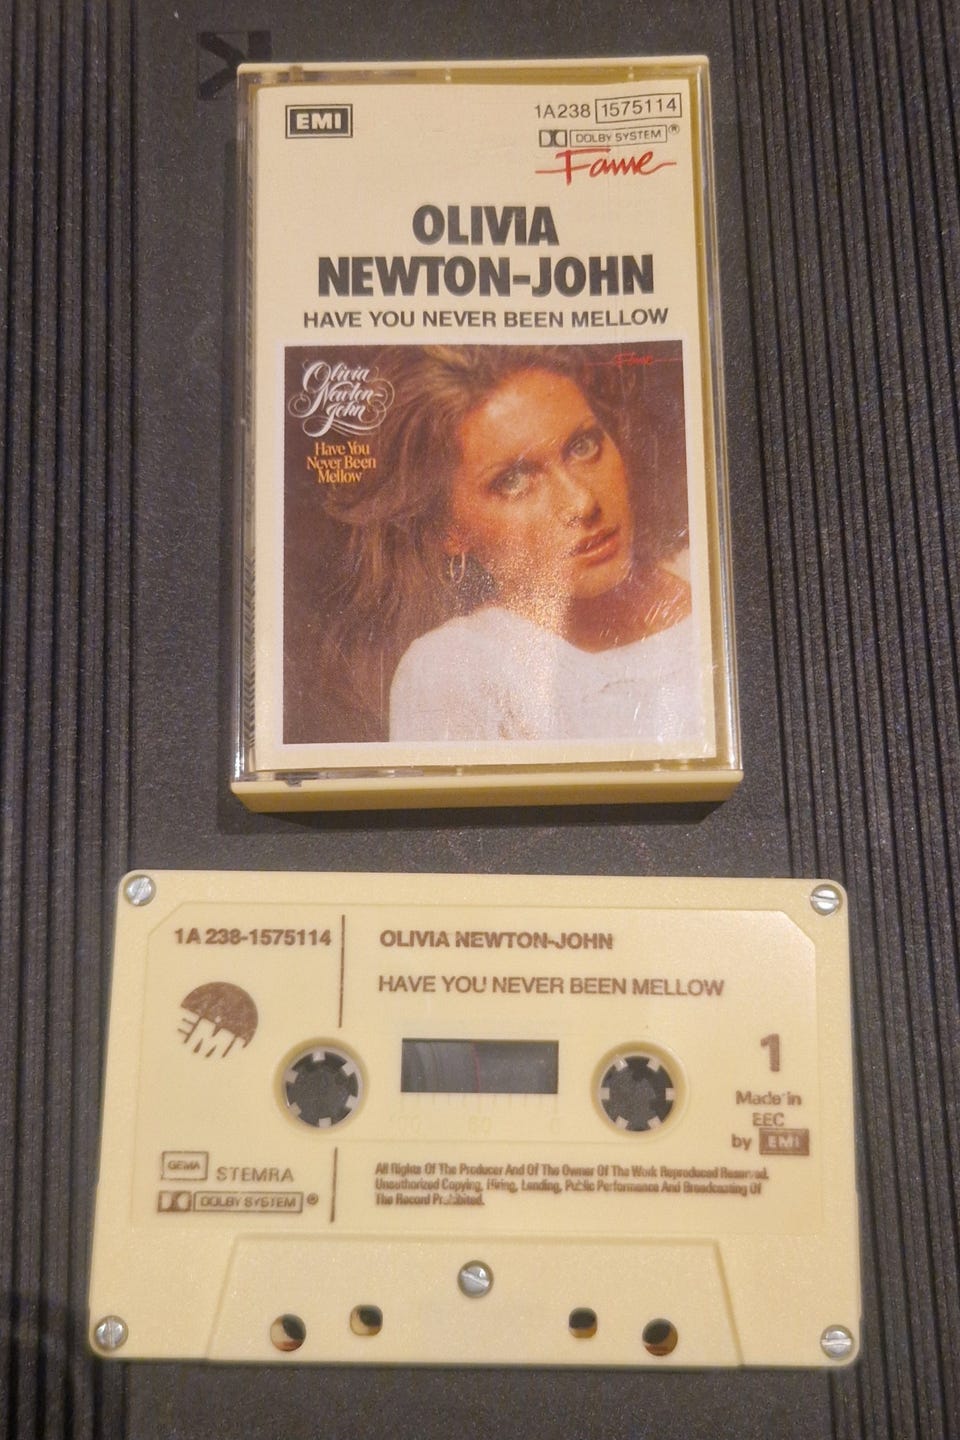 EMI
1A238 1575114
DOLBY SYSTEM®
Fame
OLIVIA
NEWTON-JOHN
HAVE YOU NEVER BEEN MELLOW
Fame
Olivia
Newton-
John
Have You
Never Been
Mellow
1A 238-1575114
OLIVIA NEWTON-JOHN
HAVE YOU NEVER BEEN MELLOW
EMI
1
Made in
EEC
by EMI
GEMA STEMRA
DOLBY SYSTEM ®
All Rights Of The Producer And Of The Owner Of The Work Reproduced Reserved.
Unauthorized Copying, Hiring, Lending, Public Performance And Broadcasting Of
The Record Prohibited.